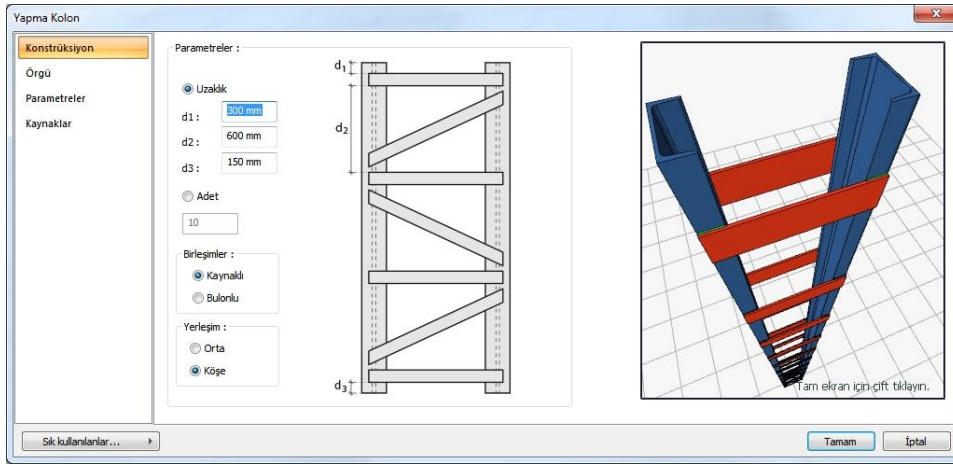 Yapma Kolon
Konstrüksiyon
Örgü
Parametreler
Kaynaklar
Parametreler :
Uzaklık
d1 :
300 mm
d2 :
600 mm
d3 :
150 mm
Adet
10
Birleşimler :
Kaynaklı
Bulonlu
Yerleşim :
Orta
Köşe
d1
d2
d3
Tam ekran için çift tıklayın.
Sık kullanılanlar...
Tamam
İptal